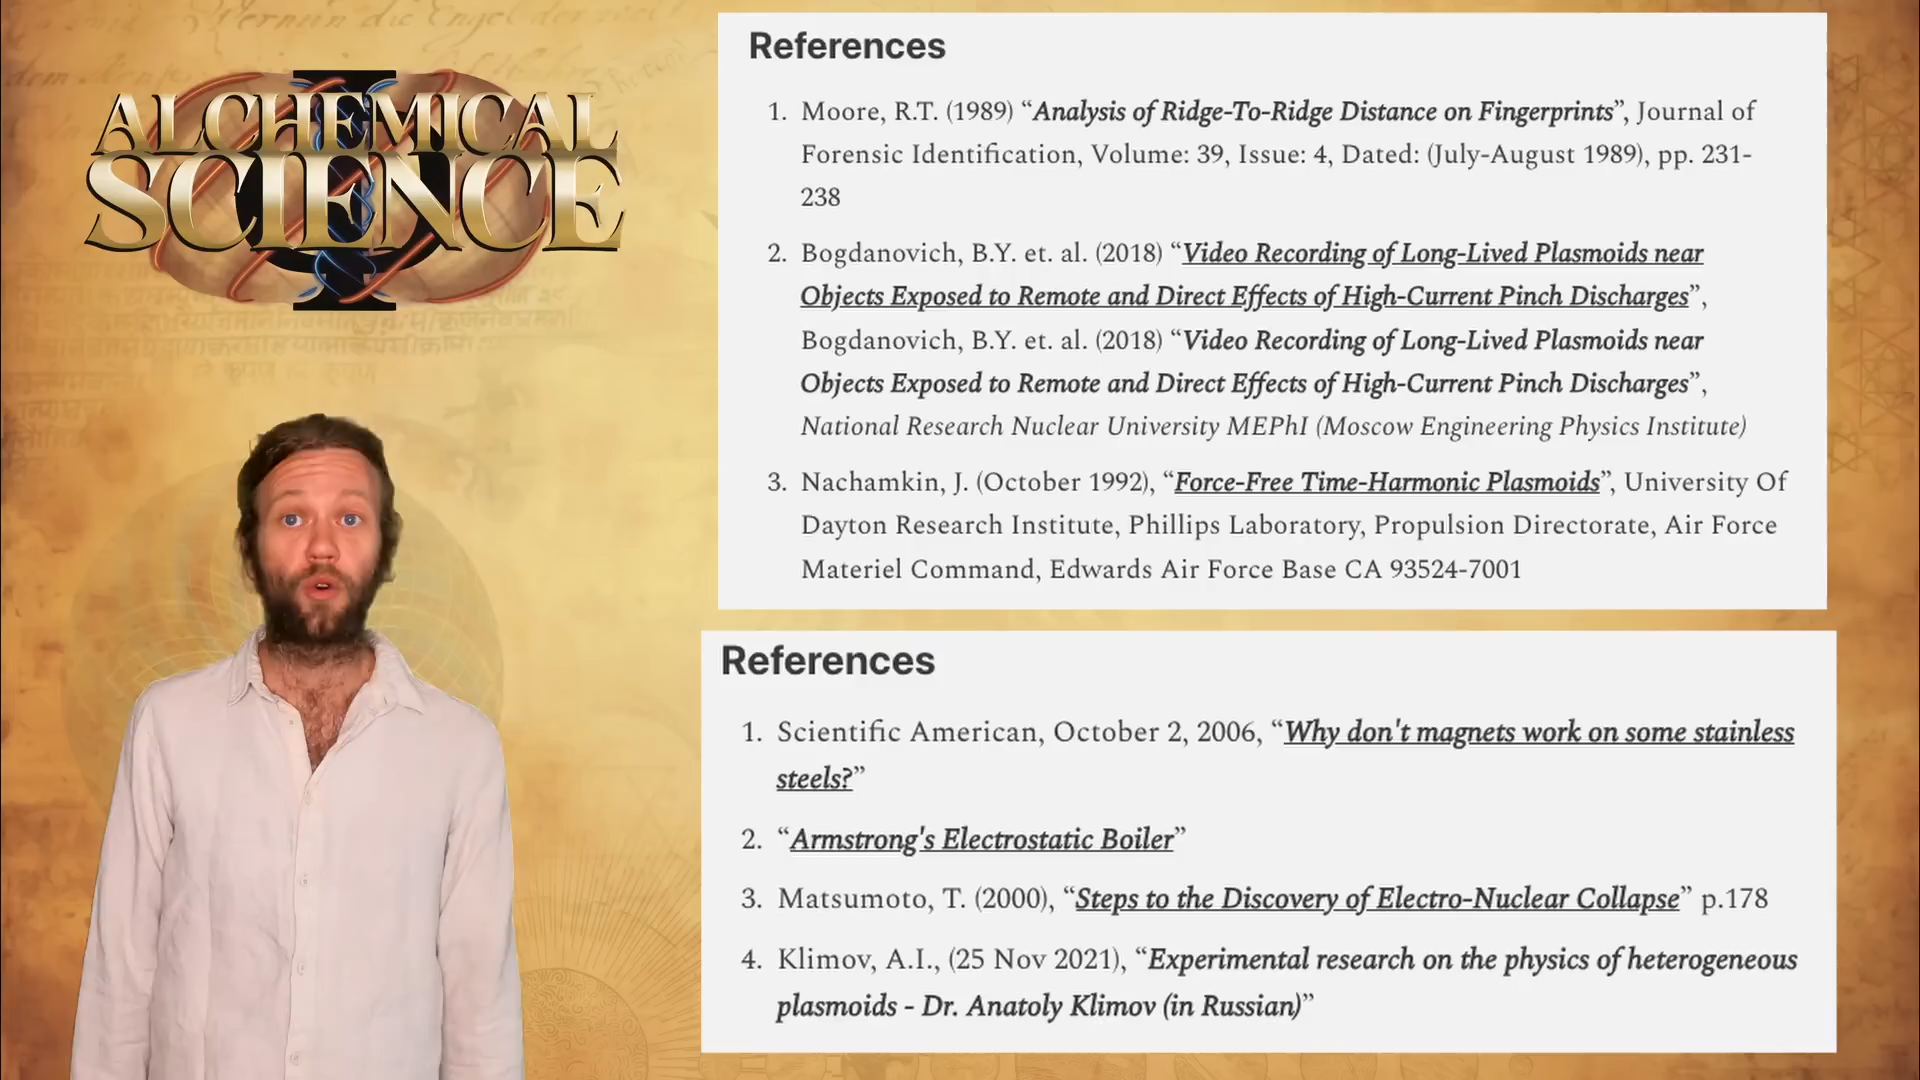 ALCHEMICAL
SCIENCE
References
1. Moore, R.T. (1989) “Analysis of Ridge-To-Ridge Distance on Fingerprints”, Journal of
Forensic Identification, Volume: 39, Issue: 4, Dated: (July-August 1989), pp. 231-
238
2. Bogdanovich, B.Y. et. al. (2018) “Video Recording of Long-Lived Plasmoids near
Objects Exposed to Remote and Direct Effects of High-Current Pinch Discharges”,
Bogdanovich, B.Y. et. al. (2018) “Video Recording of Long-Lived Plasmoids near
Objects Exposed to Remote and Direct Effects of High-Current Pinch Discharges”,
National Research Nuclear University MEPhI (Moscow Engineering Physics Institute)
3. Nachamkin, J. (October 1992), “Force-Free Time-Harmonic Plasmoids”, University Of
Dayton Research Institute, Phillips Laboratory, Propulsion Directorate, Air Force
Materiel Command, Edwards Air Force Base CA 93524-7001
References
1. Scientific American, October 2, 2006, “Why don't magnets work on some stainless
steels?”
2. “Armstrong's Electrostatic Boiler”
3. Matsumoto, T. (2000), “Steps to the Discovery of Electro-Nuclear Collapse” p.178
4. Klimov, A.I., (25 Nov 2021), “Experimental research on the physics of heterogeneous
plasmoids - Dr. Anatoly Klimov (in Russian)”